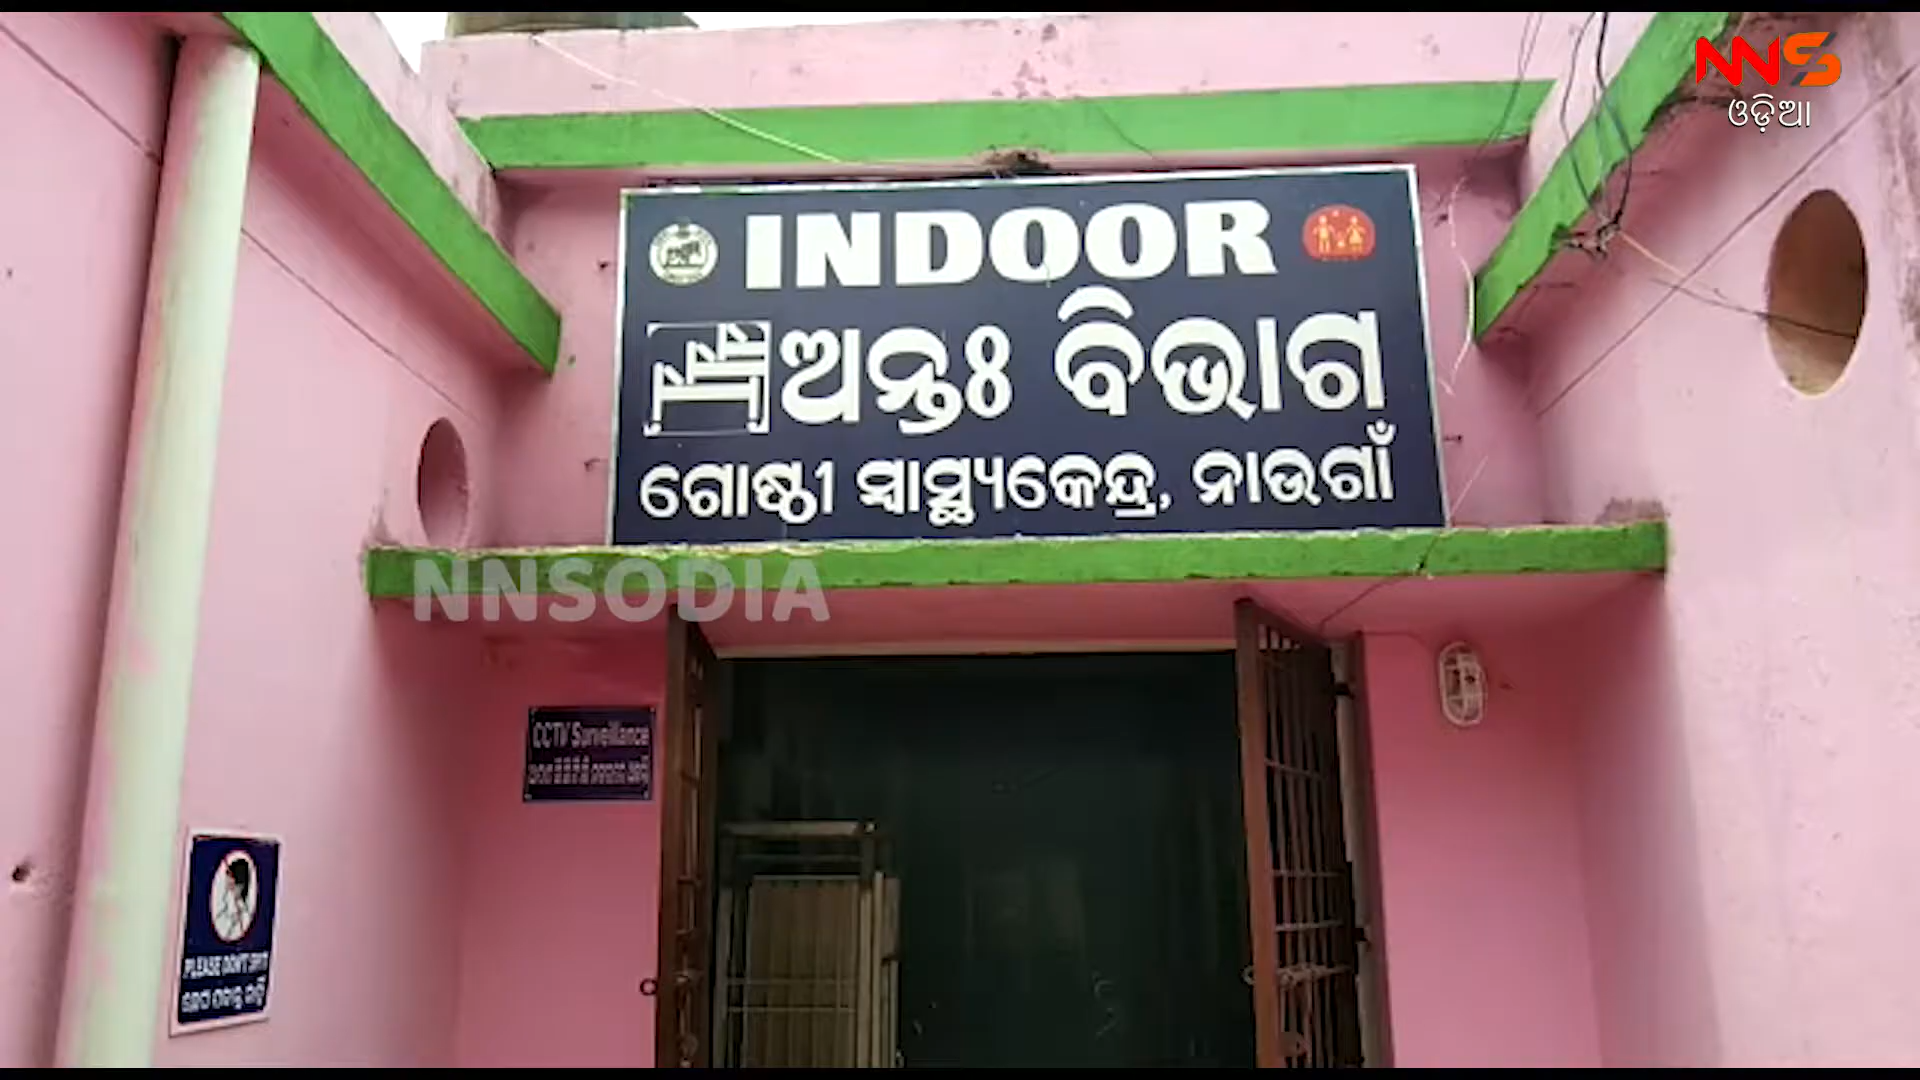 NNS
ଓଡ଼ିଆ
INDOOR
ଅନ୍ତଃ ବିଭାଗ
ଗୋଷ୍ଠୀ ସ୍ୱାସ୍ଥ୍ୟକେନ୍ଦ୍ର, ନାଉଗାଁ
NNSODIA
CCTV Surveillance
PLEASE DON'T SPIT